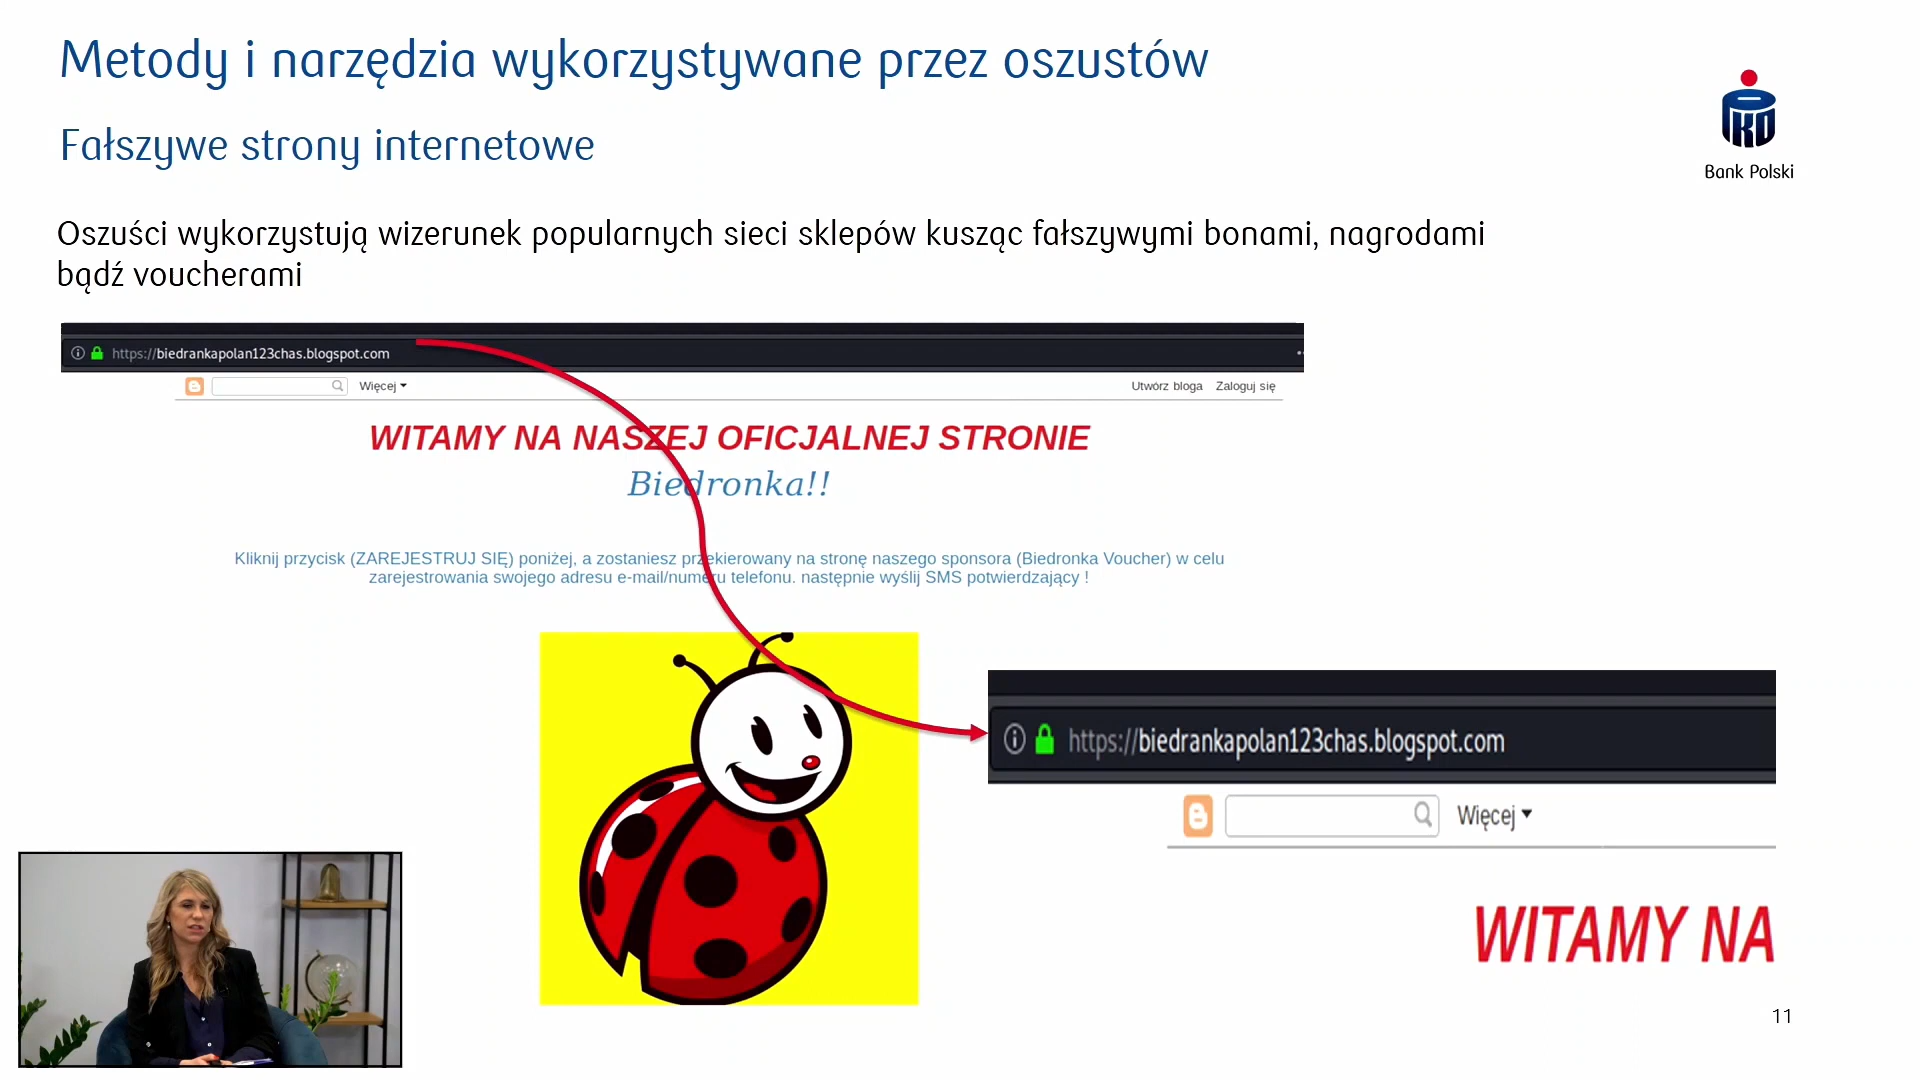 Metody i narzędzia wykorzystywane przez oszustów
Fałszywe strony internetowe
PKO
Bank Polski
Oszuści wykorzystują wizerunek popularnych sieci sklepów kusząc fałszywymi bonami, nagrodami
bądź voucherami
https://biedrankapolan123chas.blogspot.com
Więcej
Utwórz bloga
Zaloguj się
WITAMY NA NASZEJ OFICJALNEJ STRONIE
Biedronka!!
Kliknij przycisk (ZAREJESTRUJ SIĘ) poniżej, a zostaniesz przekierowany na stronę naszego sponsora (Biedronka Voucher) w celu
zarejestrowania swojego adresu e-mail/numeru telefonu. następnie wyślij SMS potwierdzający !
https://biedrankapolan123chas.blogspot.com
Więcej
WITAMY NA
11